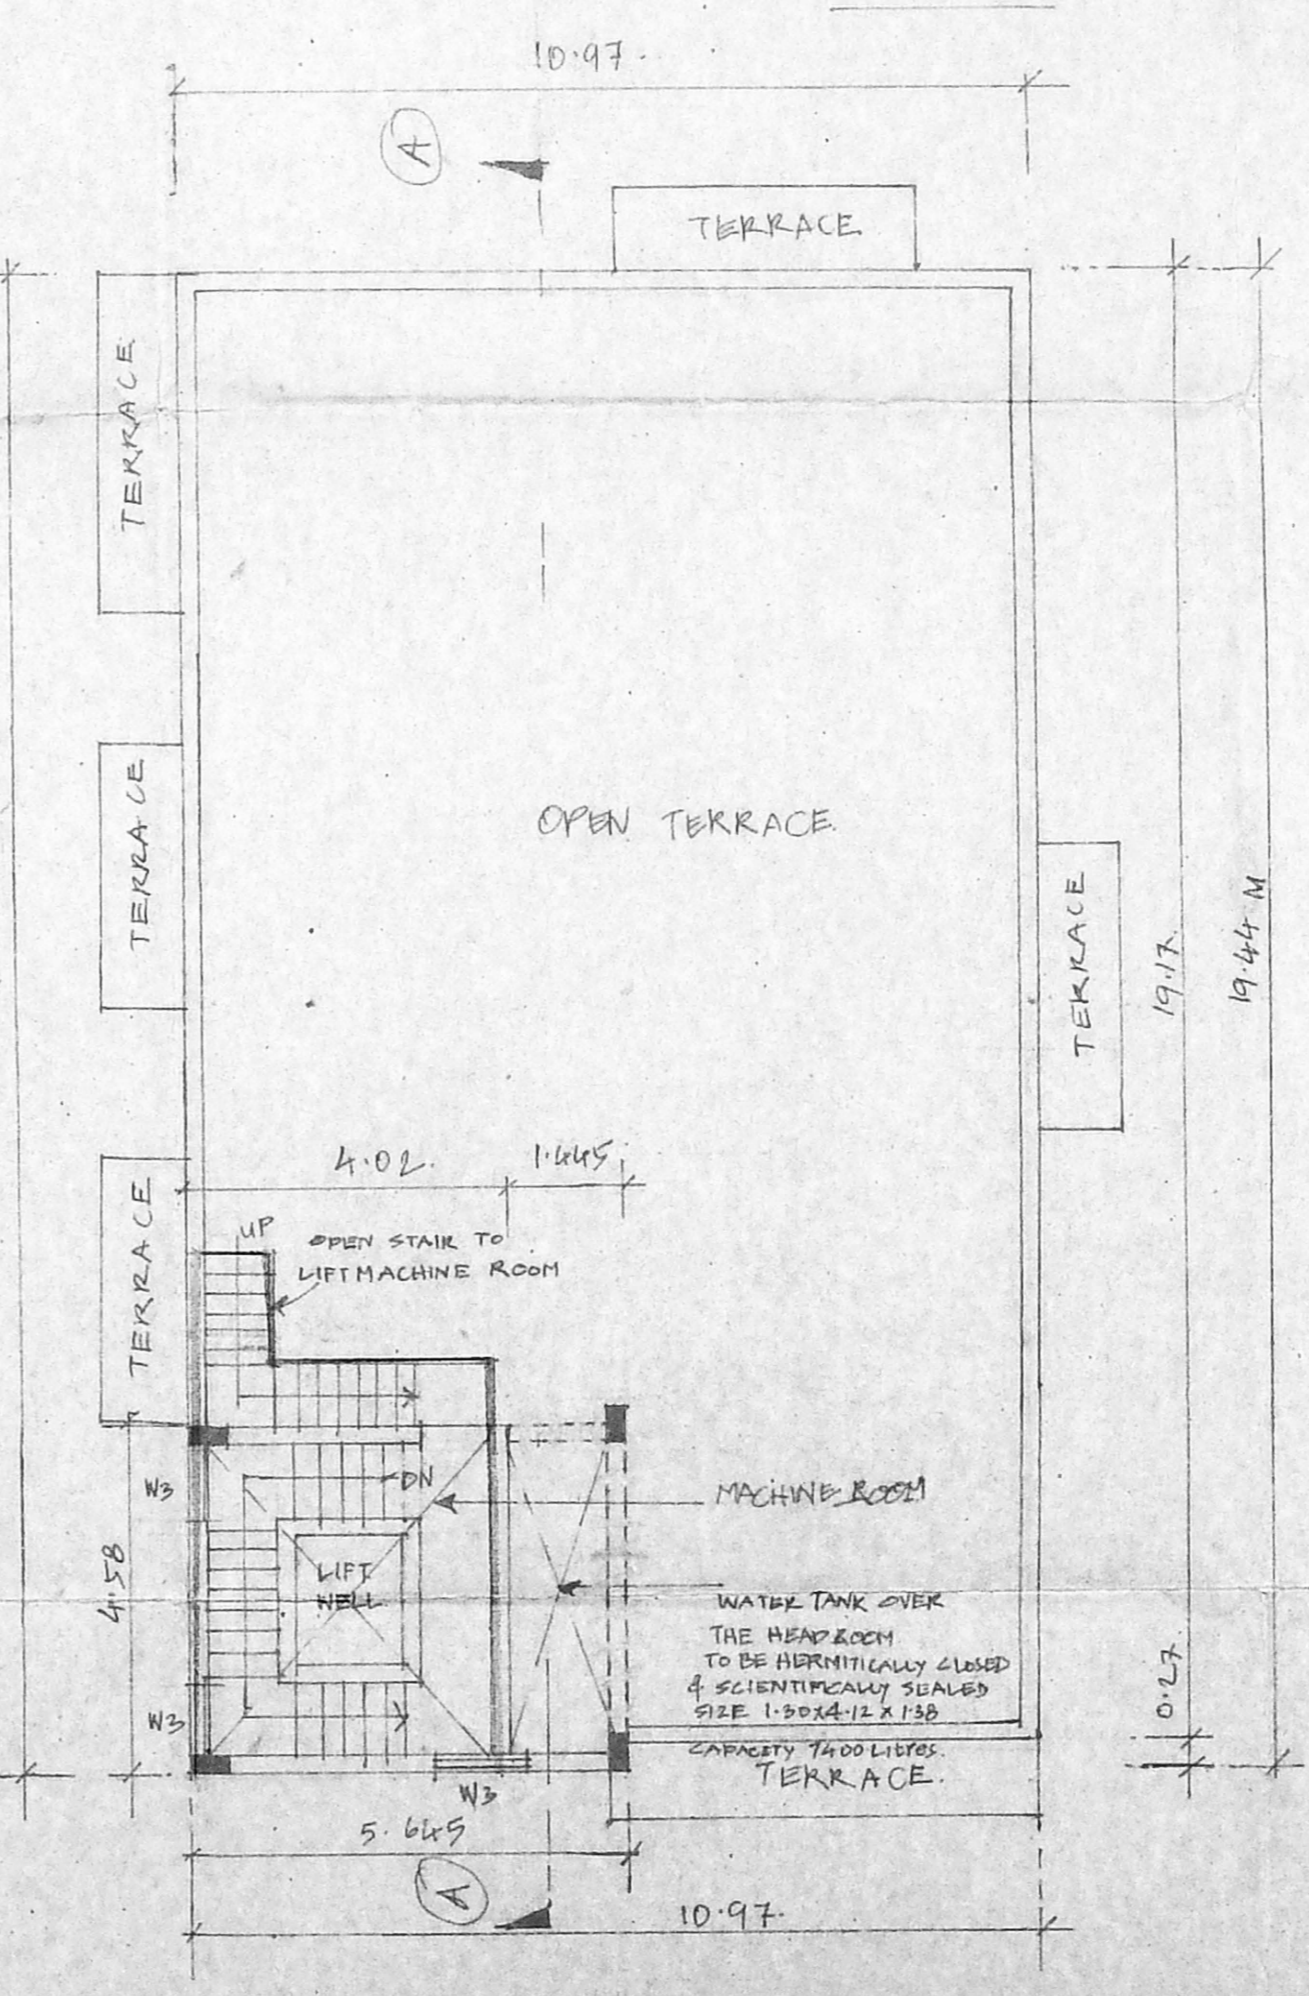 10.97.
A
TERRACE
TERRACE
TERRACE
OPEN TERRACE
TERRACE
19.17
19.44 M
4.02.
1.445
TERRACE
UP
OPEN STAIR TO
LIFT MACHINE ROOM
DN
W3
MACHINE ROOM
4.58
LIFT
WELL
WATER TANK OVER
THE HEADROOM
TO BE HERMITICALLY CLOSED
& SCIENTIFICALLY SEALED
SIZE 1.30X4.12 X 1.38
0.27
W3
CAPACITY 7400 Litres.
TERRACE.
W3
5.645
A
10.97.